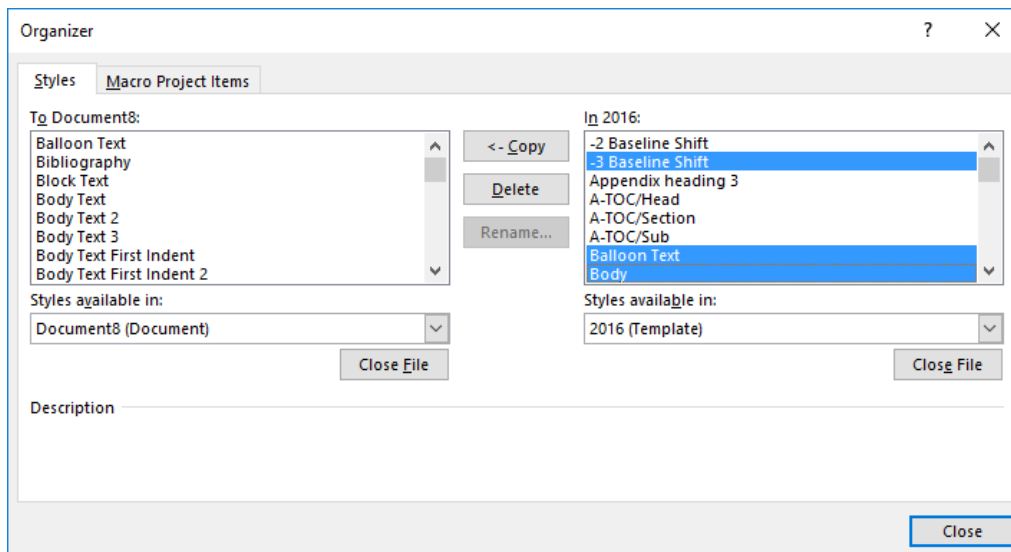 Organizer
?
Styles
Macro Project Items
To Document8:
Balloon Text
Bibliography
Block Text
Body Text
Body Text 2
Body Text 3
Body Text First Indent
Body Text First Indent 2
Styles available in:
Document8 (Document)
Close File
<- Copy
Delete
Rename...
In 2016:
-2 Baseline Shift
-3 Baseline Shift
Appendix heading 3
A-TOC/Head
A-TOC/Section
A-TOC/Sub
Balloon Text
Body
Styles available in:
2016 (Template)
Close File
Description
Close